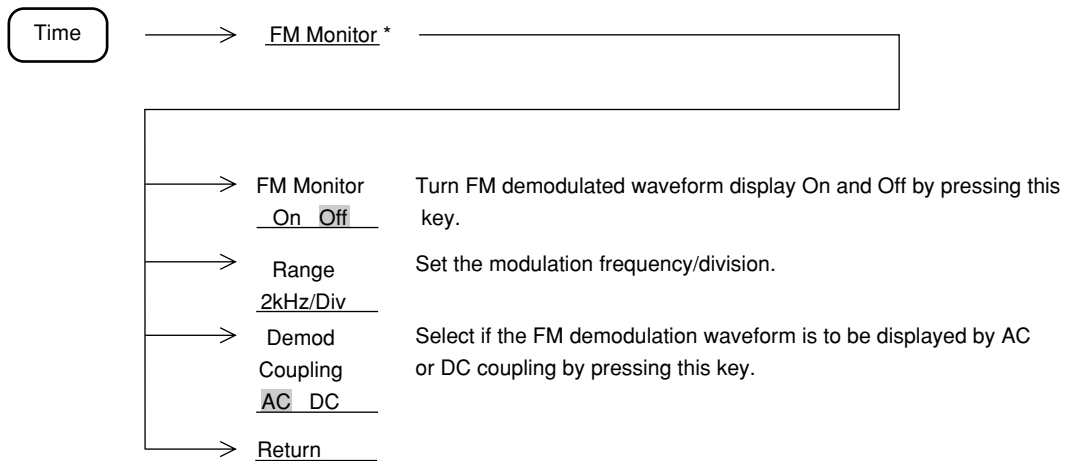 Time
FM Monitor *
FM Monitor
On Off
Turn FM demodulated waveform display On and Off by pressing this
key.
Range
2kHz/Div
Set the modulation frequency/division.
Demod
Coupling
AC DC
Select if the FM demodulation waveform is to be displayed by AC
or DC coupling by pressing this key.
Return